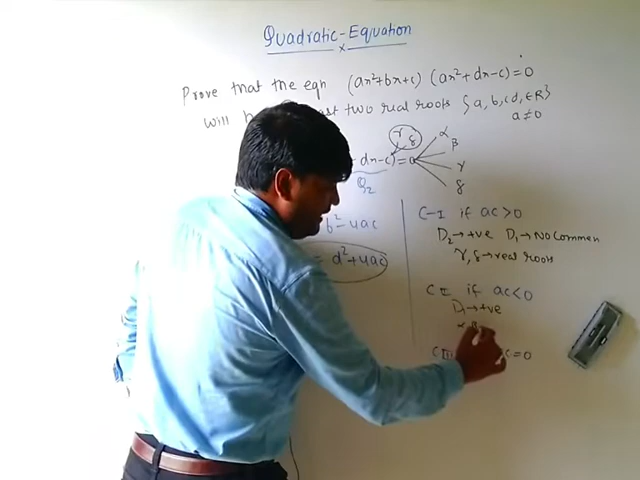 Quadratic-Equation
x
Prove that the eqn (ax²+bx+c) (ax²+dx-c)=0
will two real roots {a, b, c, d, ∈ R}
a≠0
γ, δ
dx-c)=0
α
β
γ
δ
Q₂
b²-4ac
= d²+4ac
C-I if ac>0
D₂→+ve D₁→NO Commen
γ, δ→real roots
C II if ac<0
D₁→+ve
C III c=0